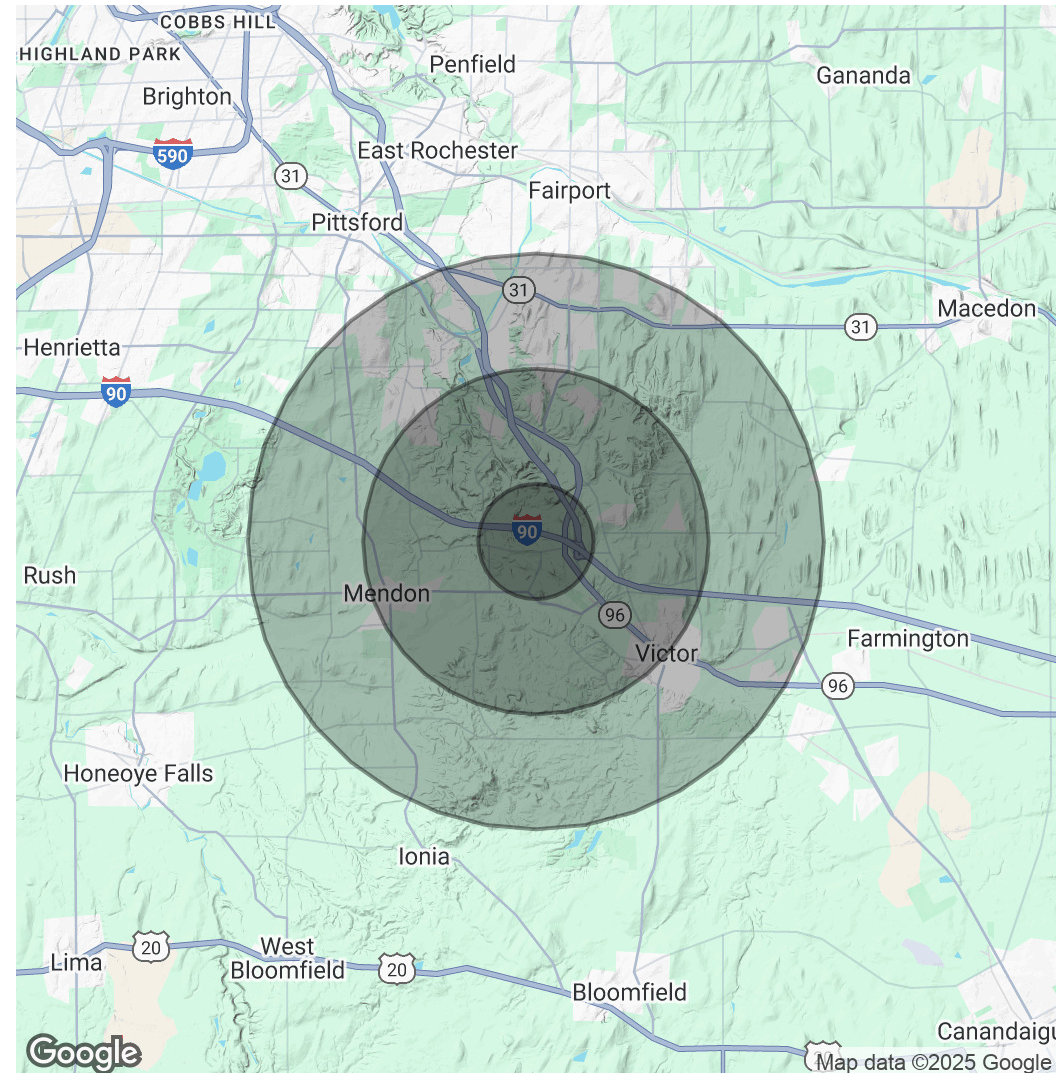 COBBS HILL
HIGHLAND PARK
Penfield
Gananda
Brighton
590
East Rochester
31
Fairport
Pittsford
31
Macedon
31
Henrietta
90
90
Rush
Mendon
96
Farmington
Victor
96
Honeoye Falls
Ionia
20
West
Bloomfield
Lima
20
Bloomfield
Canandaigu
Google
Map data ©2025 Google